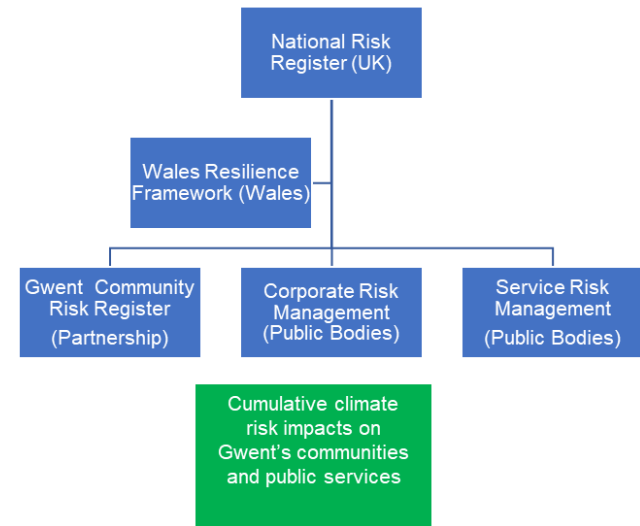 National Risk
Register (UK)
Wales Resilience
Framework (Wales)
Gwent Community
Risk Register
(Partnership)
Corporate Risk
Management
(Public Bodies)
Service Risk
Management
(Public Bodies)
Cumulative climate
risk impacts on
Gwent’s communities
and public services